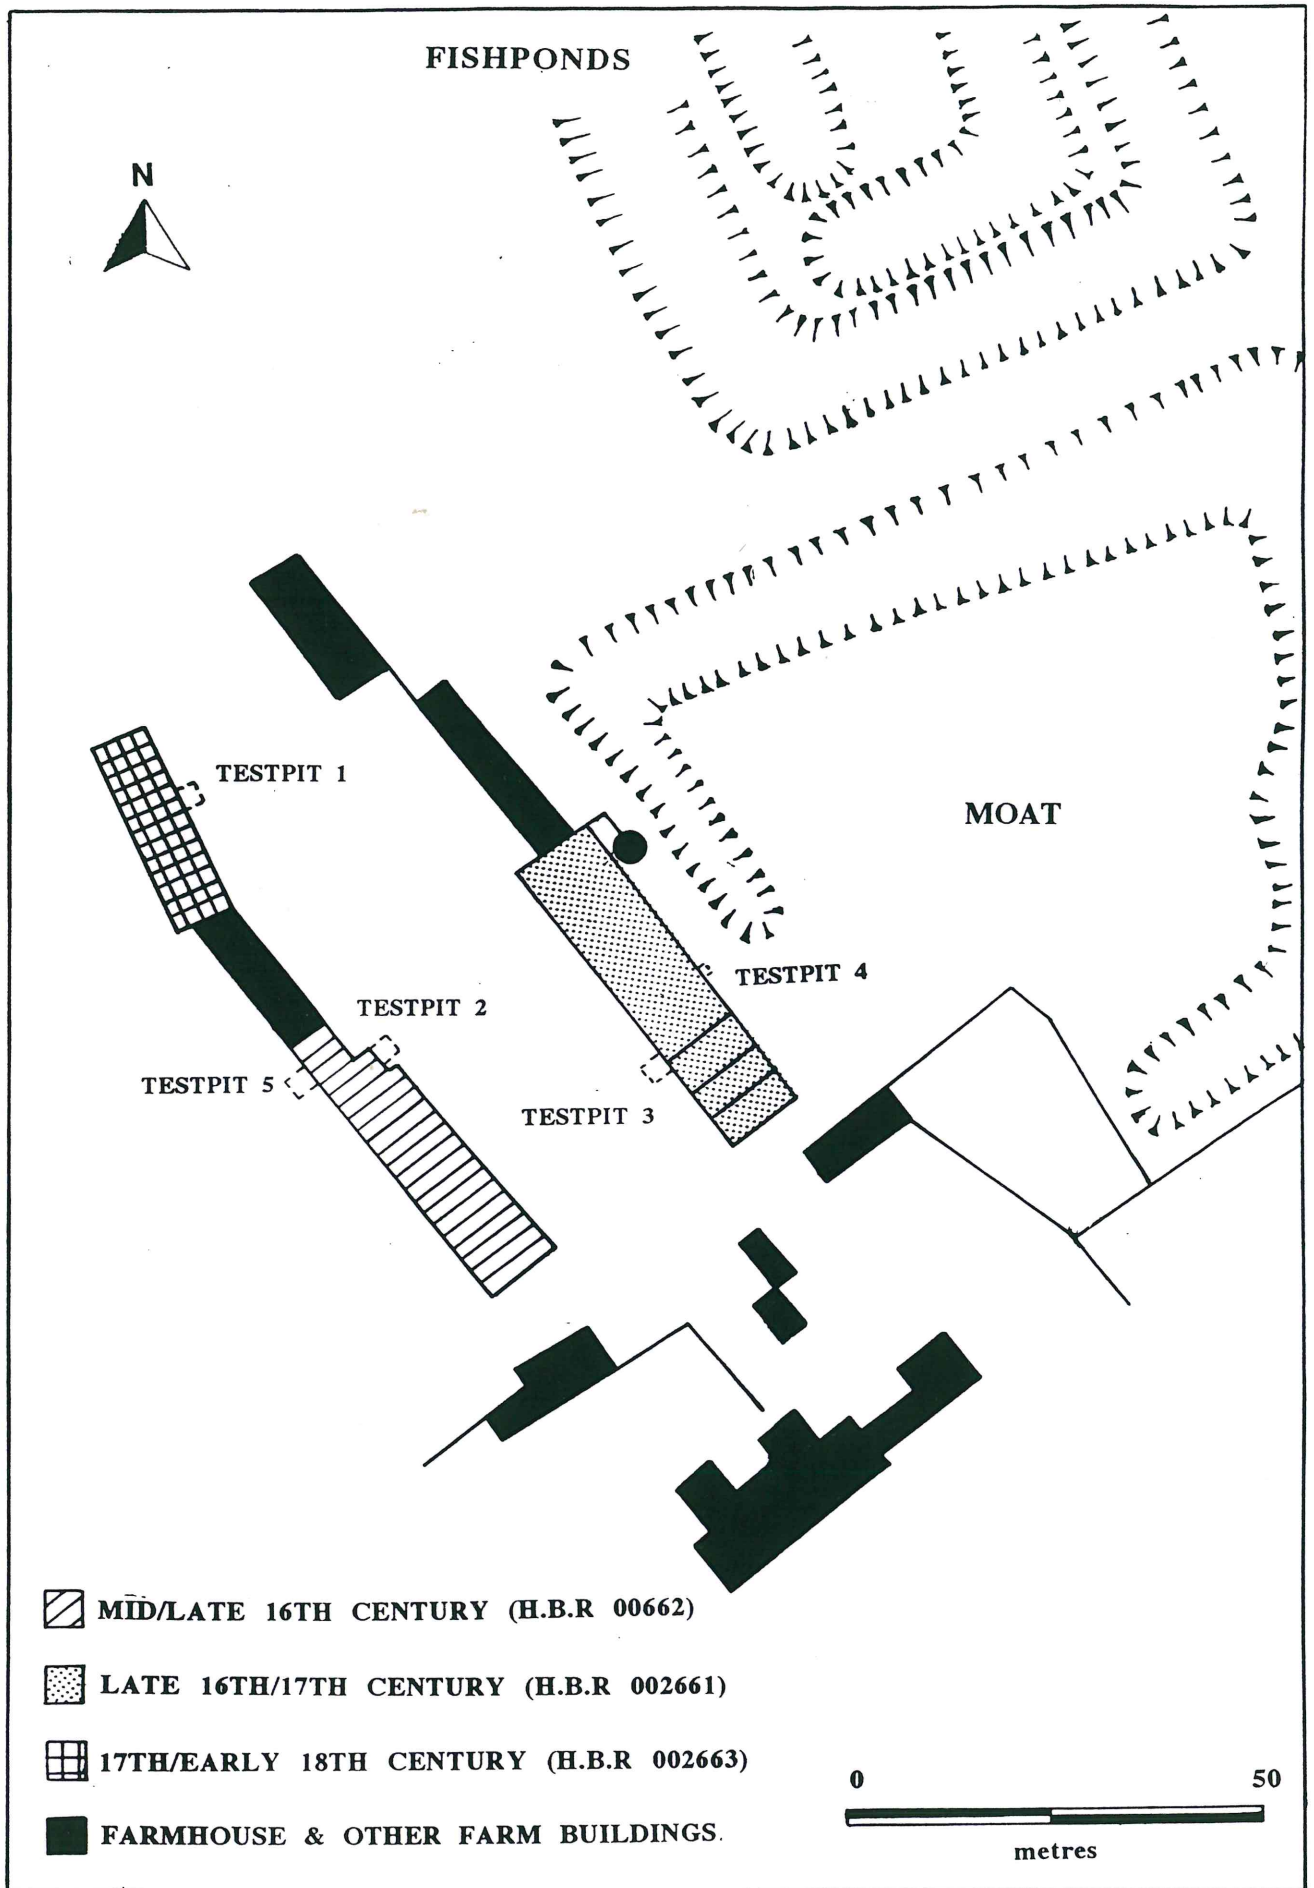 FISHPONDS
N
TESTPIT 1
MOAT
TESTPIT 4
TESTPIT 2
TESTPIT 5
TESTPIT 3
MID/LATE 16TH CENTURY (H.B.R 00662)
LATE 16TH/17TH CENTURY (H.B.R 002661)
17TH/EARLY 18TH CENTURY (H.B.R 002663)
FARMHOUSE & OTHER FARM BUILDINGS.
0 50
metres